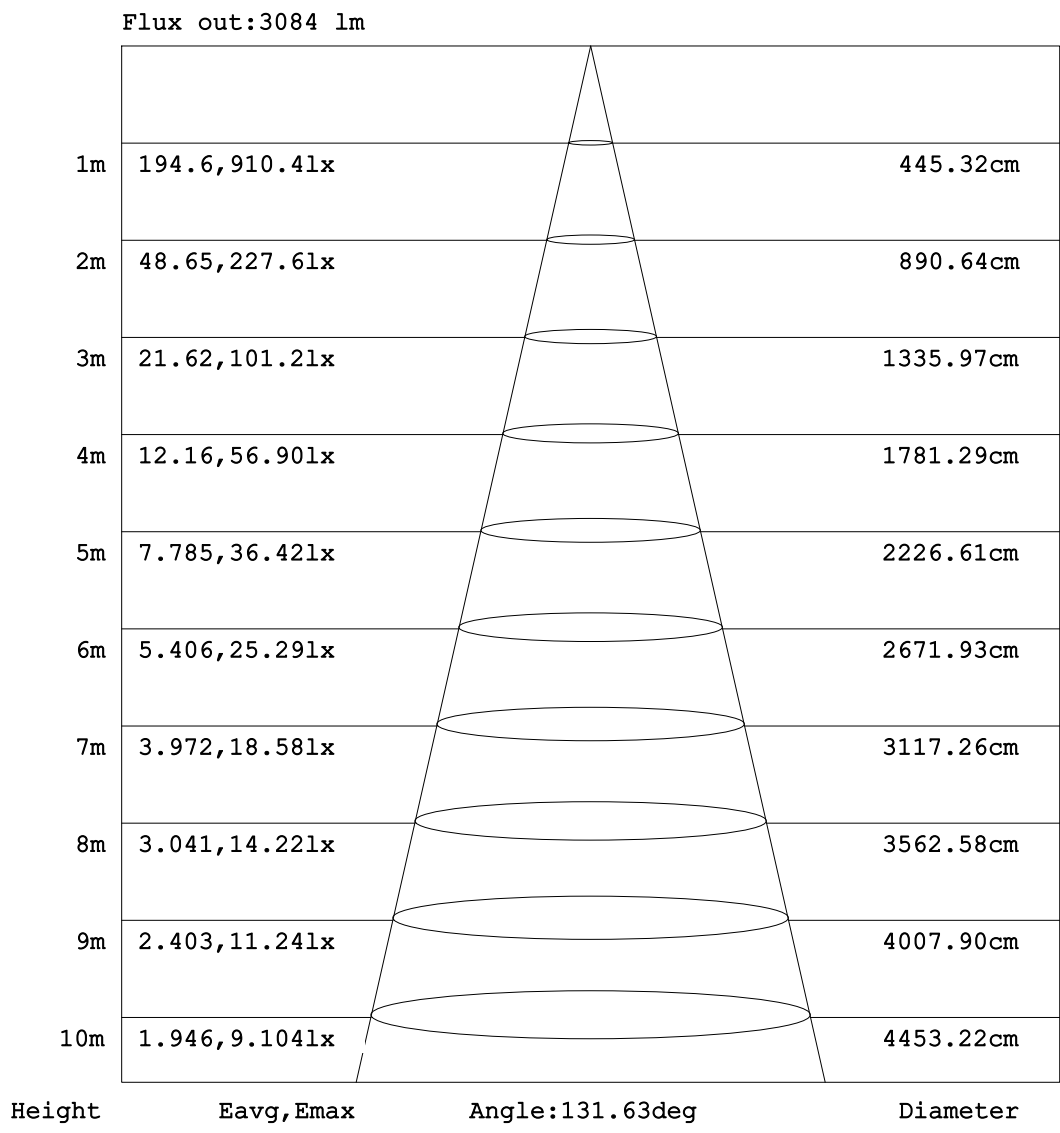 Flux out:3084 lm
1m 194.6,910.4lx 445.32cm
2m 48.65,227.6lx 890.64cm
3m 21.62,101.2lx 1335.97cm
4m 12.16,56.90lx 1781.29cm
5m 7.785,36.42lx 2226.61cm
6m 5.406,25.29lx 2671.93cm
7m 3.972,18.58lx 3117.26cm
8m 3.041,14.22lx 3562.58cm
9m 2.403,11.24lx 4007.90cm
10m 1.946,9.104lx 4453.22cm
Height Eavg,Emax Angle:131.63deg Diameter